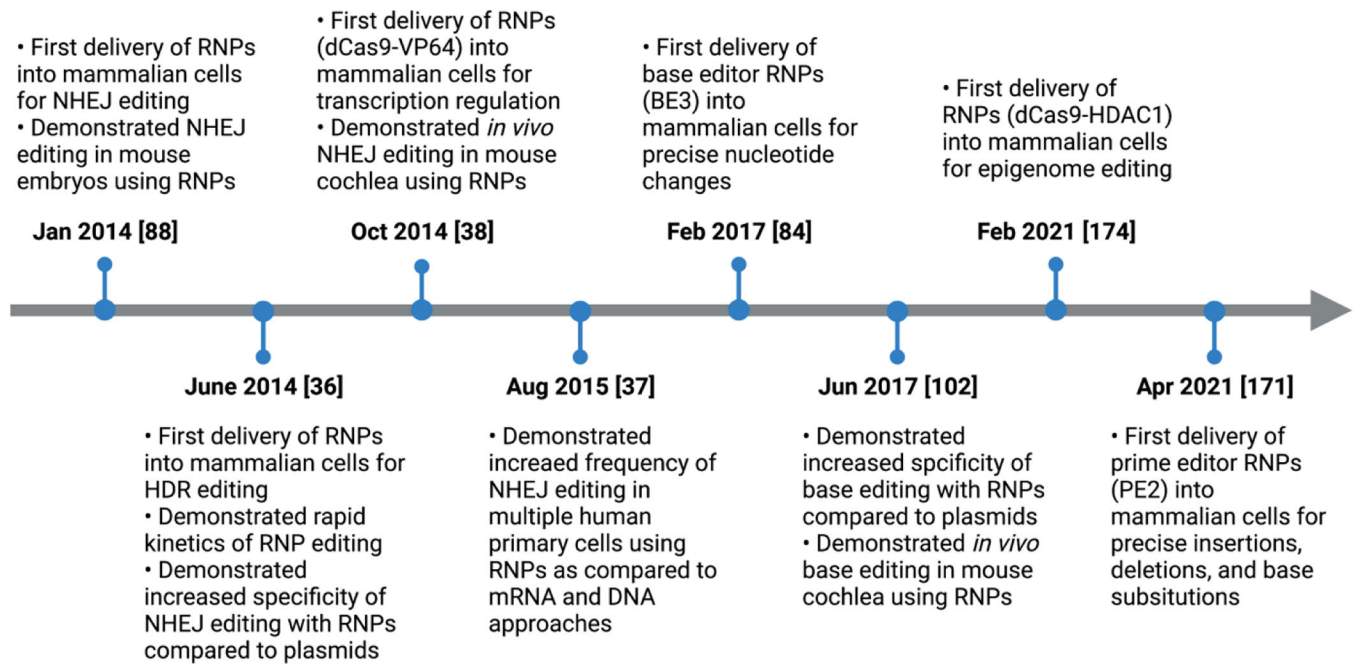 • First delivery of RNPs
into mammalian cells
for NHEJ editing
• Demonstrated NHEJ
editing in mouse
embryos using RNPs
Jan 2014 [88]
• First delivery of RNPs
(dCas9-VP64) into
mammalian cells for
transcription regulation
• Demonstrated in vivo
NHEJ editing in mouse
cochlea using RNPs
Oct 2014 [38]
• First delivery of
base editor RNPs
(BE3) into
mammalian cells for
precise nucleotide
changes
Feb 2017 [84]
• First delivery of
RNPs (dCas9-HDAC1)
into mammalian cells
for epigenome editing
Feb 2021 [174]
June 2014 [36]
• First delivery of RNPs
into mammalian cells for
HDR editing
• Demonstrated rapid
kinetics of RNP editing
• Demonstrated
increased specificity of
NHEJ editing with RNPs
compared to plasmids
Aug 2015 [37]
• Demonstrated
increaed frequency of
NHEJ editing in
multiple human
primary cells using
RNPs as compared to
mRNA and DNA
approaches
Jun 2017 [102]
• Demonstrated
increased spcificity of
base editing with RNPs
compared to plasmids
• Demonstrated in vivo
base editing in mouse
cochlea using RNPs
Apr 2021 [171]
• First delivery of
prime editor RNPs
(PE2) into
mammalian cells for
precise insertions,
deletions, and base
subsitutions